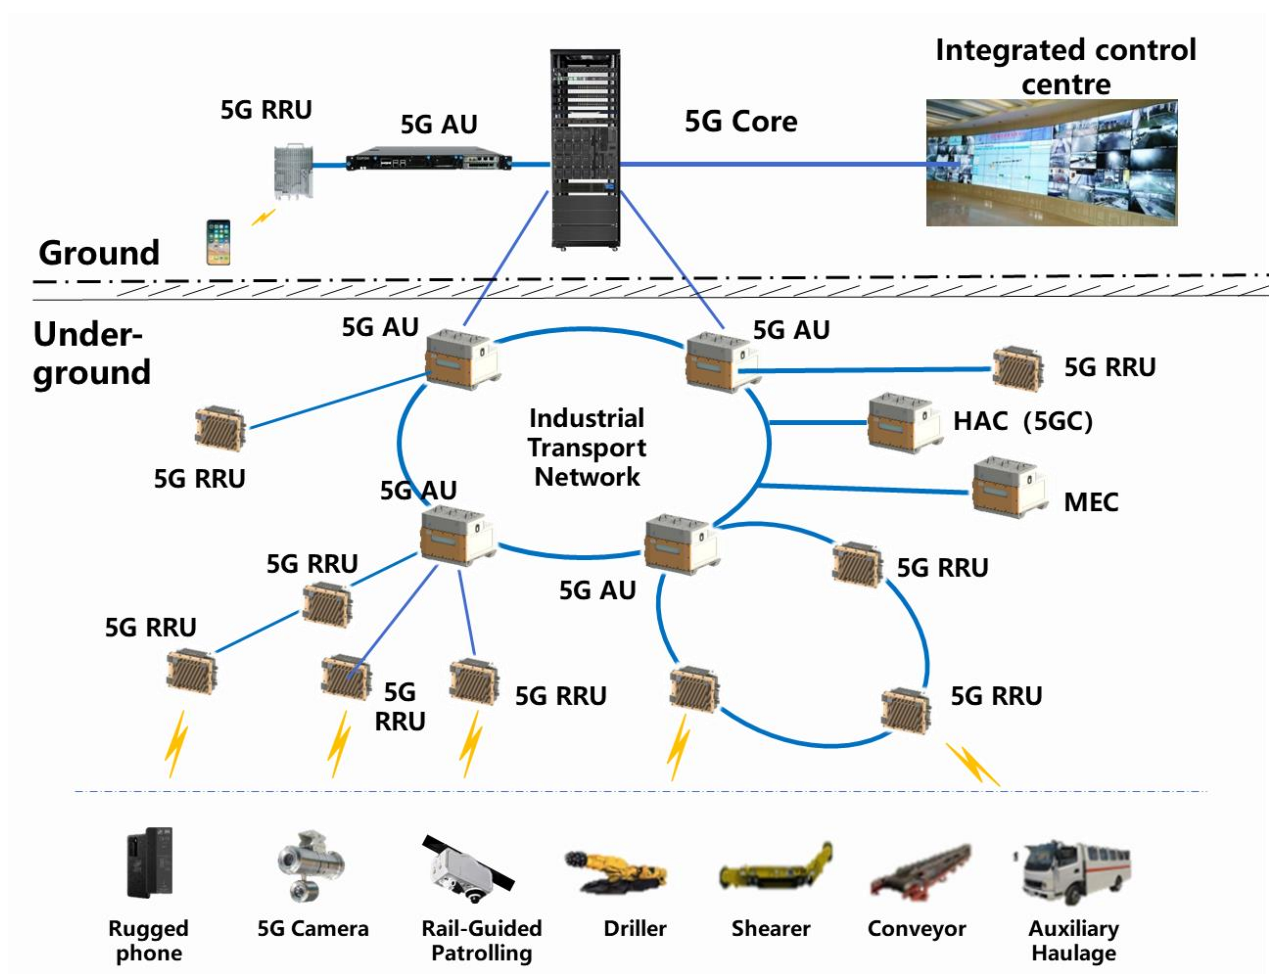 Integrated control
centre
5G RRU
5G AU
5G Core
Ground
Under-
ground
5G AU
5G AU
5G RRU
Industrial
Transport
Network
HAC (5GC)
5G RRU
5G AU
MEC
5G RRU
5G RRU
5G AU
5G RRU
5G
RRU
5G RRU
5G RRU
Rugged
phone
5G Camera
Rail-Guided
Patrolling
Driller
Shearer
Conveyor
Auxiliary
Haulage